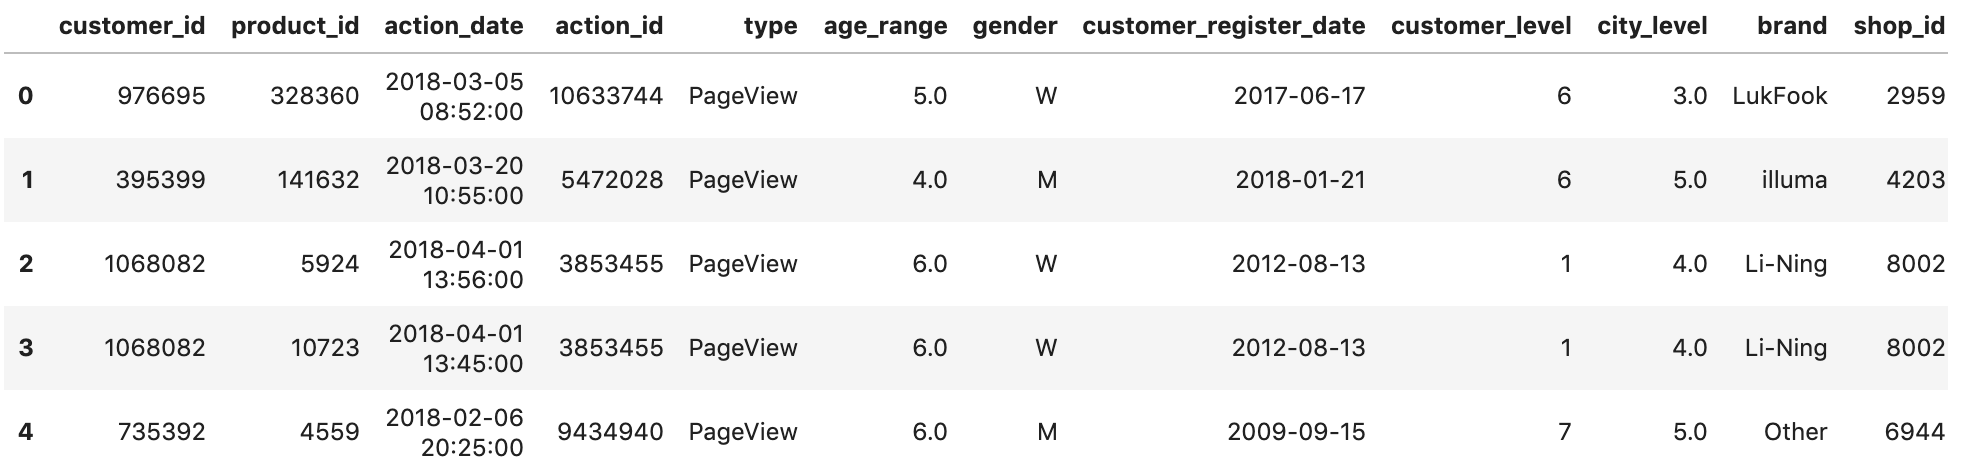 customer_id product_id action_date action_id type age_range gender customer_register_date customer_level city_level brand shop_id
0 976695 328360 2018-03-05 08:52:00 10633744 PageView 5.0 W 2017-06-17 6 3.0 LukFook 2959
1 395399 141632 2018-03-20 10:55:00 5472028 PageView 4.0 M 2018-01-21 6 5.0 illuma 4203
2 1068082 5924 2018-04-01 13:56:00 3853455 PageView 6.0 W 2012-08-13 1 4.0 Li-Ning 8002
3 1068082 10723 2018-04-01 13:45:00 3853455 PageView 6.0 W 2012-08-13 1 4.0 Li-Ning 8002
4 735392 4559 2018-02-06 20:25:00 9434940 PageView 6.0 M 2009-09-15 7 5.0 Other 6944